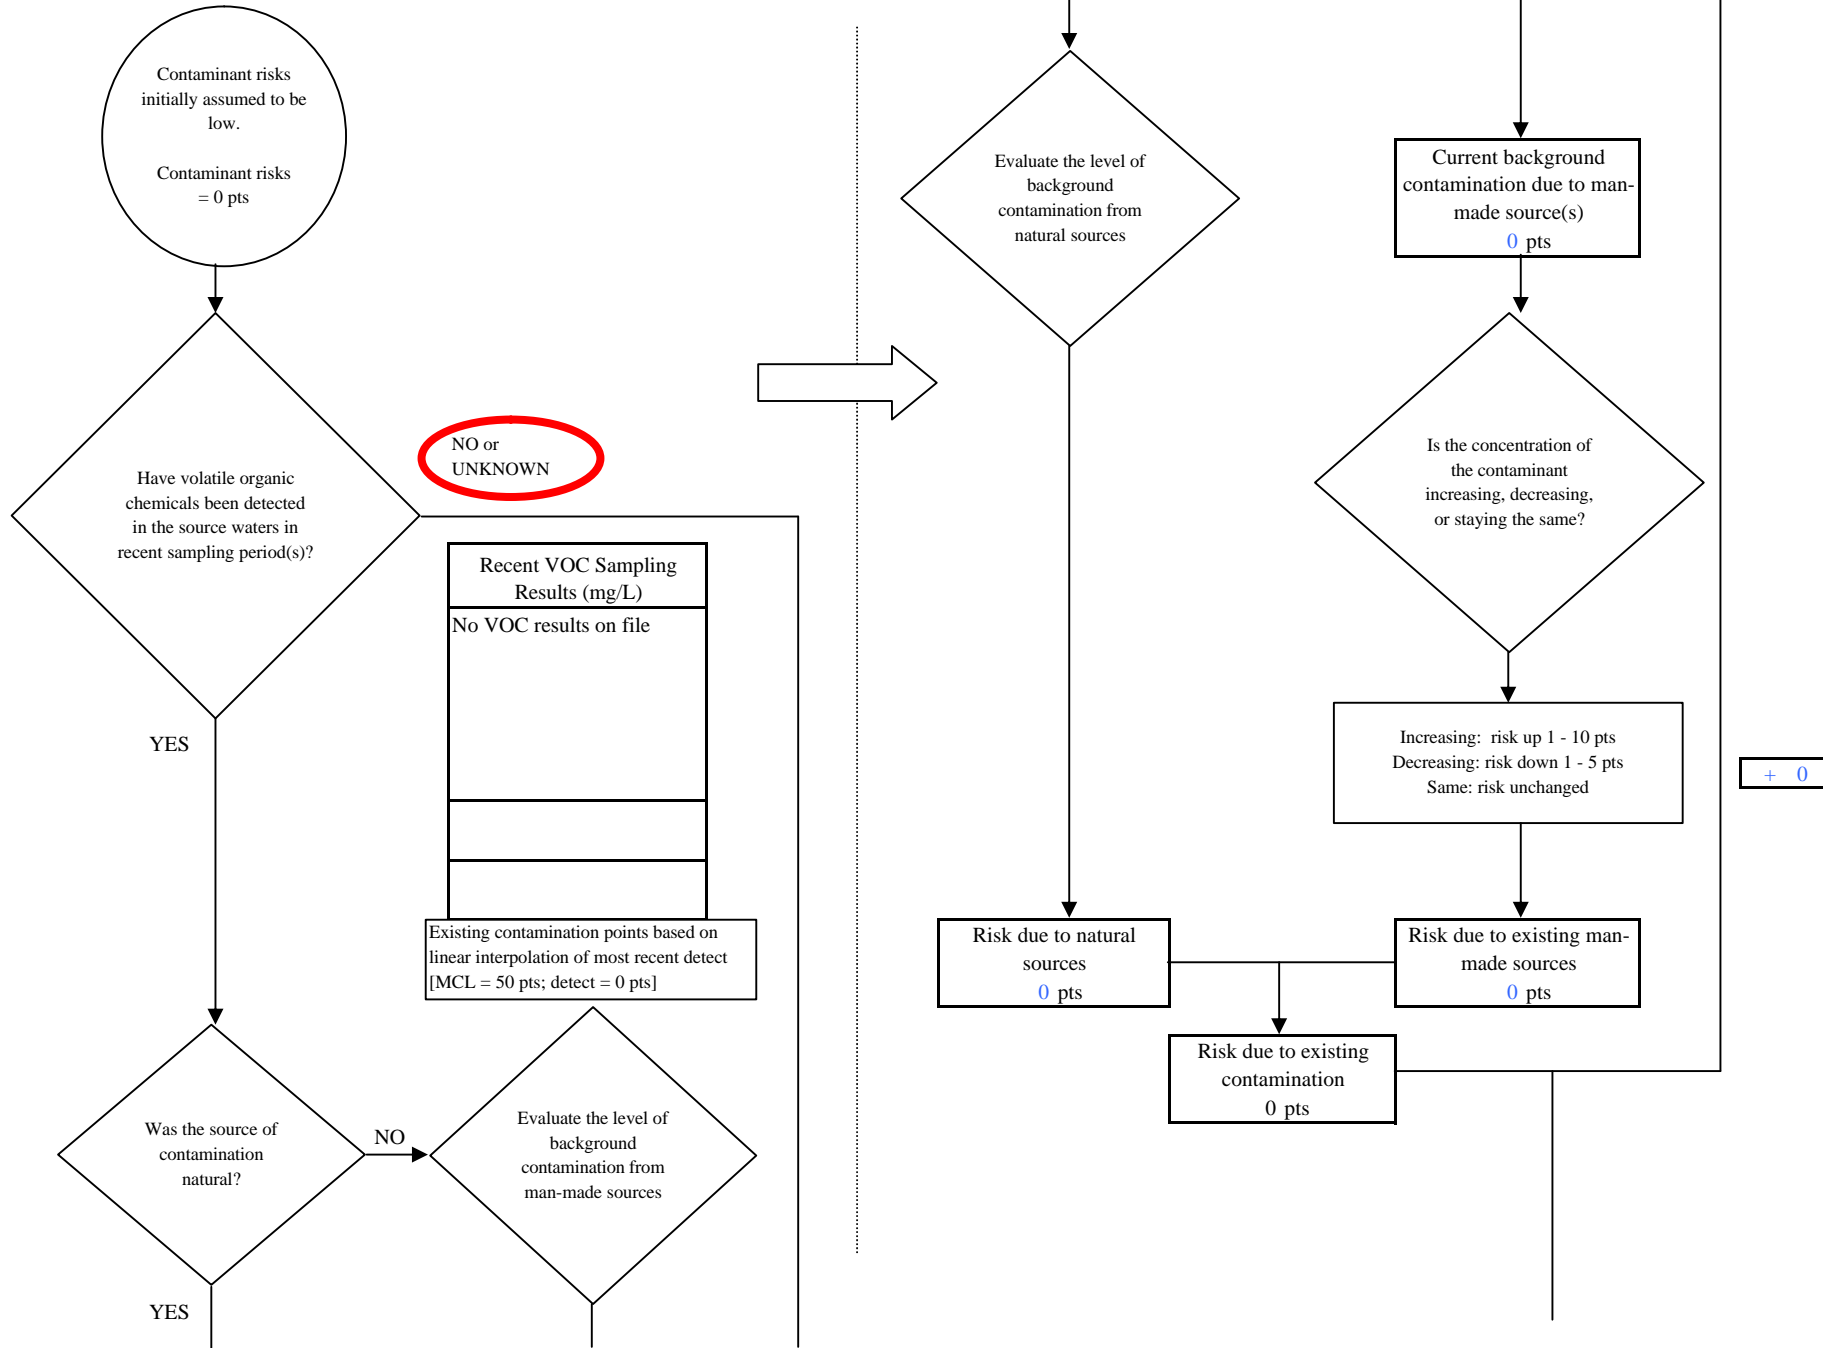 Contaminant risks
initially assumed to be
low.
Contaminant risks
= 0 pts
Have volatile organic
chemicals been detected
in the source waters in
recent sampling period(s)?
NO or
UNKNOWN
YES
Recent VOC Sampling
Results (mg/L)
No VOC results on file
Existing contamination points based on
linear interpolation of most recent detect
[MCL = 50 pts; detect = 0 pts]
Was the source of
contamination
natural?
NO
YES
Evaluate the level of
background
contamination from
man-made sources
Evaluate the level of
background
contamination from
natural sources
Current background
contamination due to man-
made source(s)
0 pts
Is the concentration of
the contaminant
increasing, decreasing,
or staying the same?
Increasing: risk up 1 - 10 pts
Decreasing: risk down 1 - 5 pts
Same: risk unchanged
+ 0
Risk due to natural
sources
0 pts
Risk due to existing man-
made sources
0 pts
Risk due to existing
contamination
0 pts